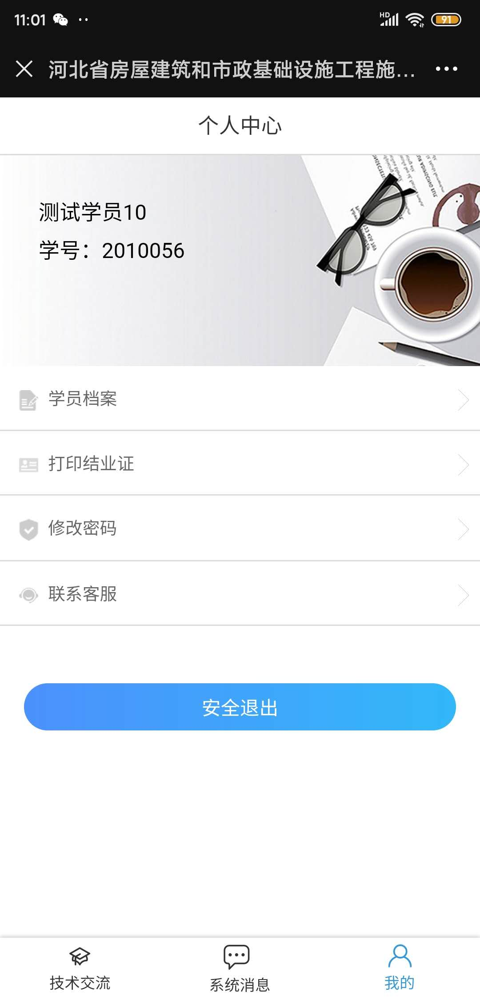 11:01
HD
91
河北省房屋建筑和市政基础设施工程施...
个人中心
测试学员10
学号：2010056
学员档案
打印结业证
修改密码
联系客服
安全退出
技术交流
系统消息
我的